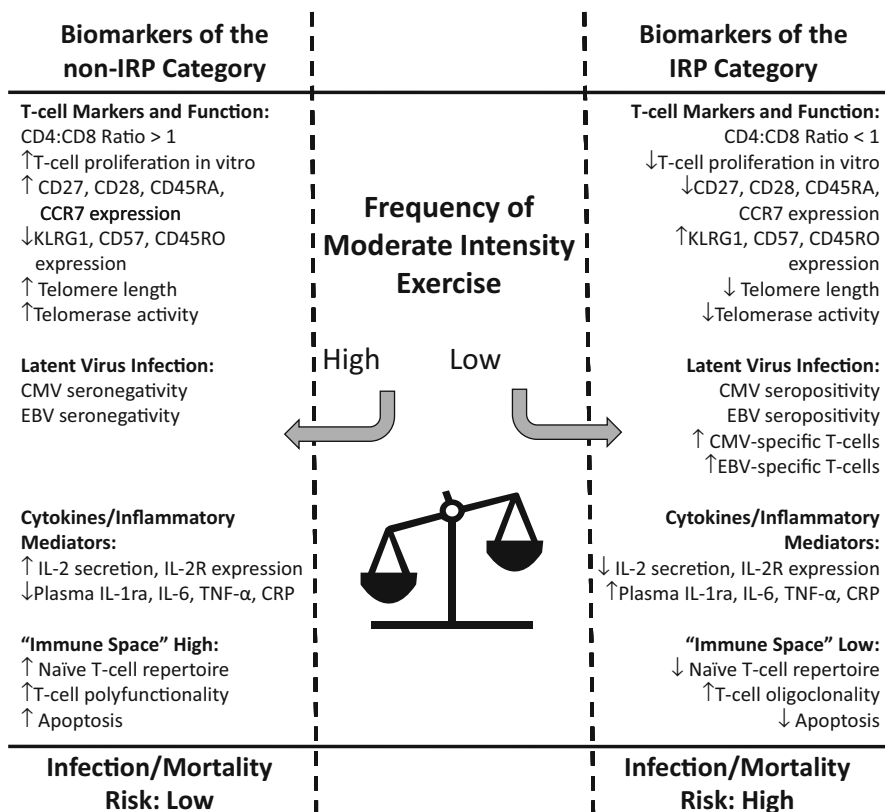 Biomarkers of the
non-IRP Category
T-cell Markers and Function:
CD4:CD8 Ratio > 1
↑T-cell proliferation in vitro
↑ CD27, CD28, CD45RA,
CCR7 expression
↓KLRG1, CD57, CD45RO
expression
↑ Telomere length
↑Telomerase activity
Latent Virus Infection:
CMV seronegativity
EBV seronegativity
Cytokines/Inflammatory
Mediators:
↑ IL-2 secretion, IL-2R expression
↓Plasma IL-1ra, IL-6, TNF-α, CRP
“Immune Space” High:
↑ Naïve T-cell repertoire
↑T-cell polyfunctionality
↑ Apoptosis
Infection/Mortality
Risk: Low
Frequency of
Moderate Intensity
Exercise
High Low
Biomarkers of the
IRP Category
T-cell Markers and Function:
CD4:CD8 Ratio < 1
↓T-cell proliferation in vitro
↓CD27, CD28, CD45RA,
CCR7 expression
↑KLRG1, CD57, CD45RO
expression
↓ Telomere length
↓Telomerase activity
Latent Virus Infection:
CMV seropositivity
EBV seropositivity
↑ CMV-specific T-cells
↑EBV-specific T-cells
Cytokines/Inflammatory
Mediators:
↓ IL-2 secretion, IL-2R expression
↑Plasma IL-1ra, IL-6, TNF-α, CRP
“Immune Space” Low:
↓ Naïve T-cell repertoire
↑T-cell oligoclonality
↓ Apoptosis
Infection/Mortality
Risk: High